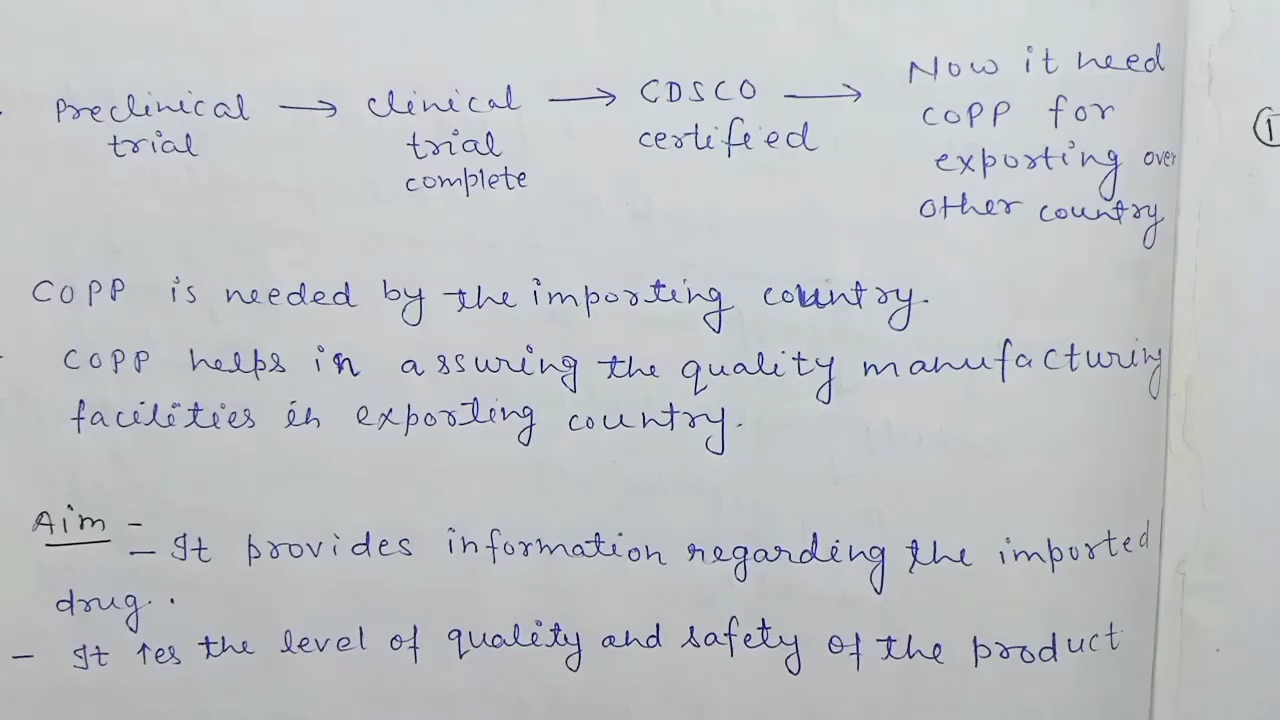 Preclinical → clinical → CDSCO → Now it need
trial trial certified COPP for
complete exporting over
other country
COPP is needed by the importing country.
COPP helps in assuring the quality manufacturing
facilities in exporting country.
Aim -
- It provides information regarding the imported
drug.
- It ↑es the level of quality and safety of the product
1